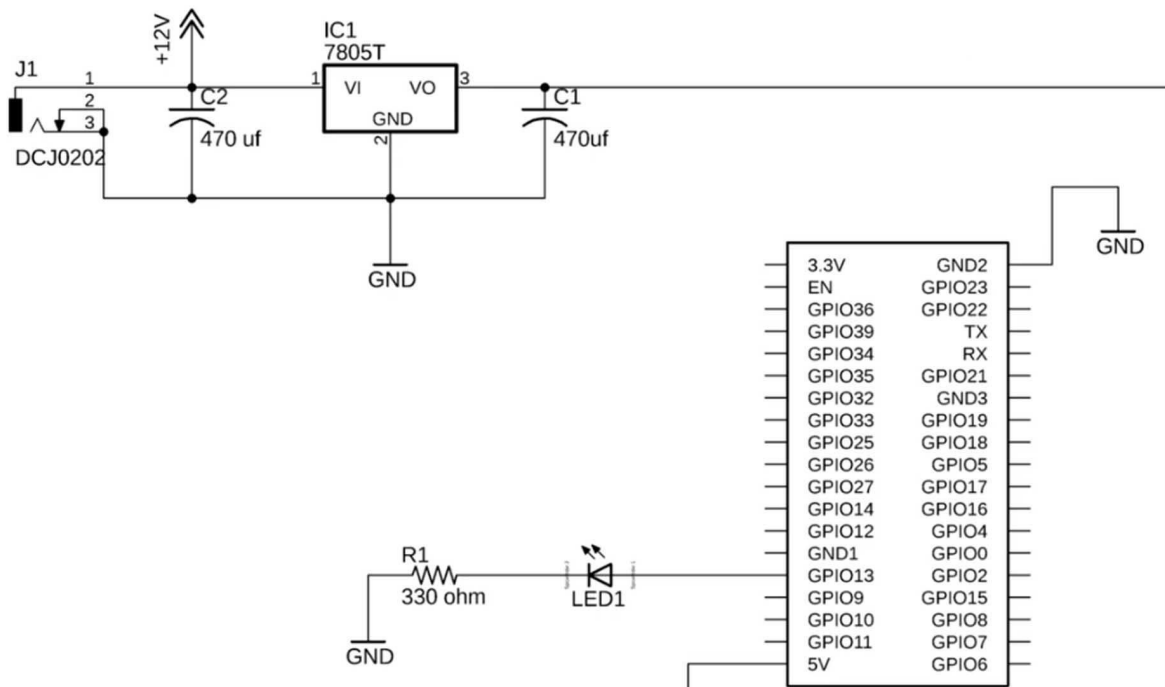 +12V
IC1
7805T
J1
1
2
3
DCJ0202
C2
470 uf
1
VI
VO
3
GND
2
C1
470uf
GND
GND
3.3V GND2
EN GPIO23
GPIO36 GPIO22
GPIO39 TX
GPIO34 RX
GPIO35 GPIO21
GPIO32 GND3
GPIO33 GPIO19
GPIO25 GPIO18
GPIO26 GPIO5
GPIO27 GPIO17
GPIO14 GPIO16
GPIO12 GPIO4
GND1 GPIO0
GPIO13 GPIO2
GPIO9 GPIO15
GPIO10 GPIO8
GPIO11 GPIO7
5V GPIO6
R1
330 ohm
LED1
GND